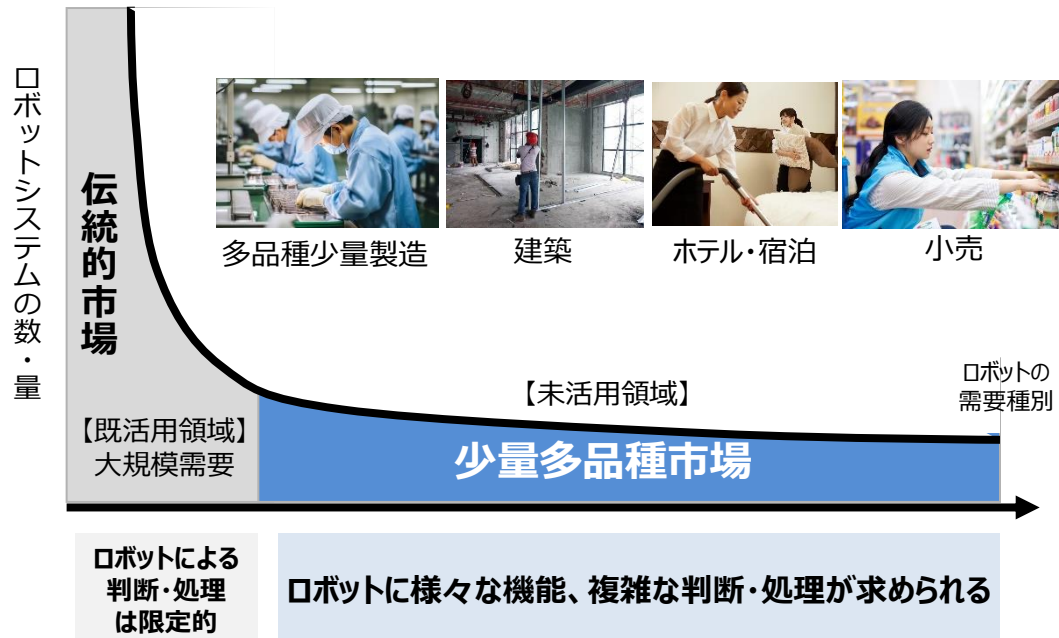 ロボットシステムの数・量
伝統的市場
多品種少量製造
建築
ホテル・宿泊
小売
【既活用領域】
大規模需要
【未活用領域】
少量多品種市場
ロボットの
需要種別
ロボットによる
判断・処理
は限定的
ロボットに様々な機能、複雑な判断・処理が求められる